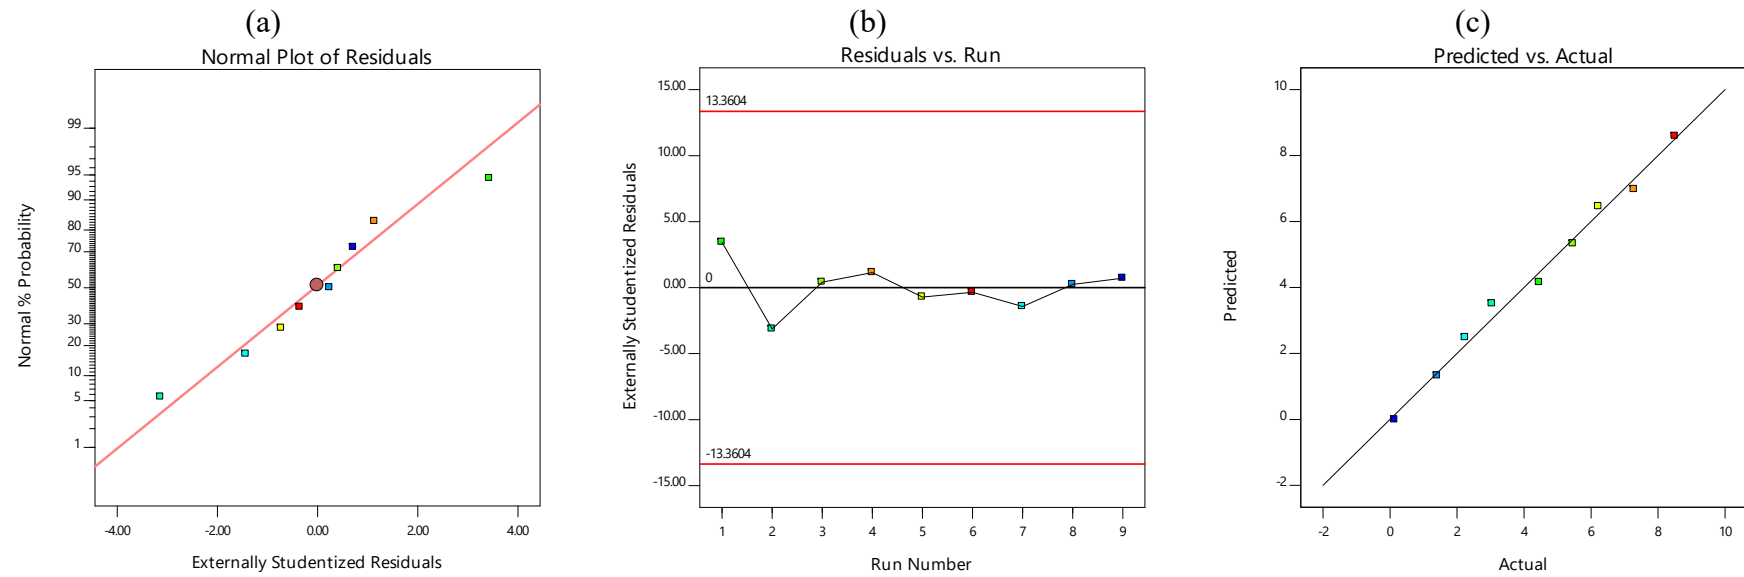 (a)
Normal Plot of Residuals
Normal % Probability
99
95
90
80
70
50
30
20
10
5
1
-4.00 -2.00 0.00 2.00 4.00
Externally Studentized Residuals
(b)
Residuals vs. Run
Externally Studentized Residuals
15.00
13.3604
10.00
5.00
0
0.00
-5.00
-10.00
-13.3604
-15.00
1 2 3 4 5 6 7 8 9
Run Number
(c)
Predicted vs. Actual
Predicted
10
8
6
4
2
0
-2
-2 0 2 4 6 8 10
Actual